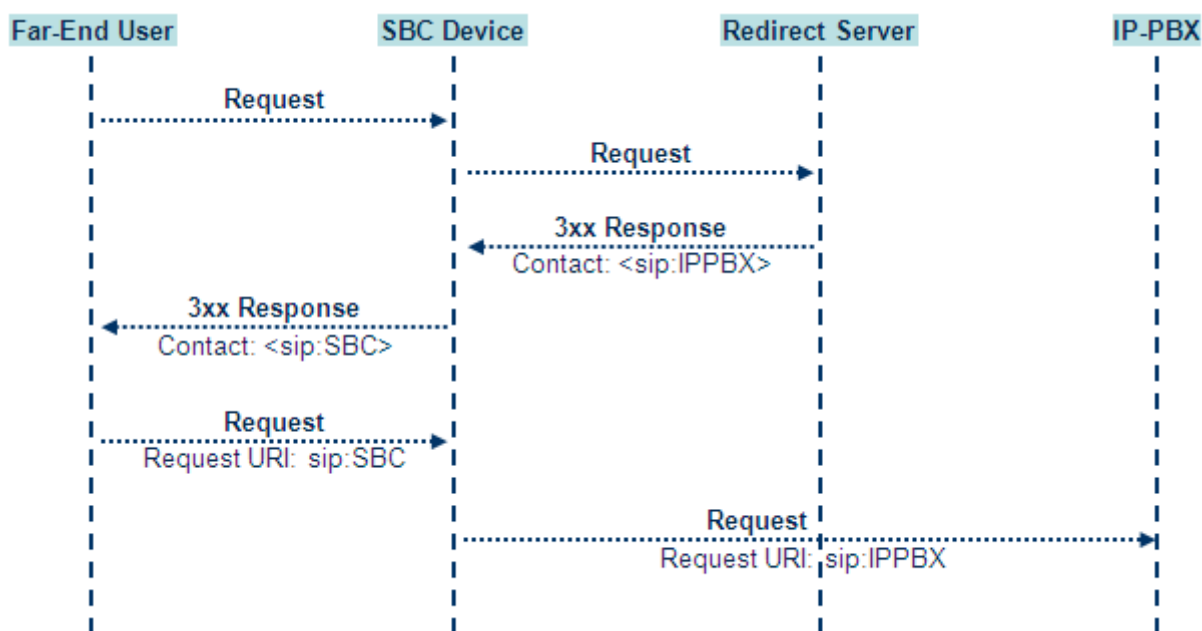 Far-End User SBC Device Redirect Server IP-PBX
Request
Request
3xx Response
Contact: <sip:IPPBX>
3xx Response
Contact: <sip:SBC>
Request
Request URI: sip:SBC
Request
Request URI: sip:IPPBX